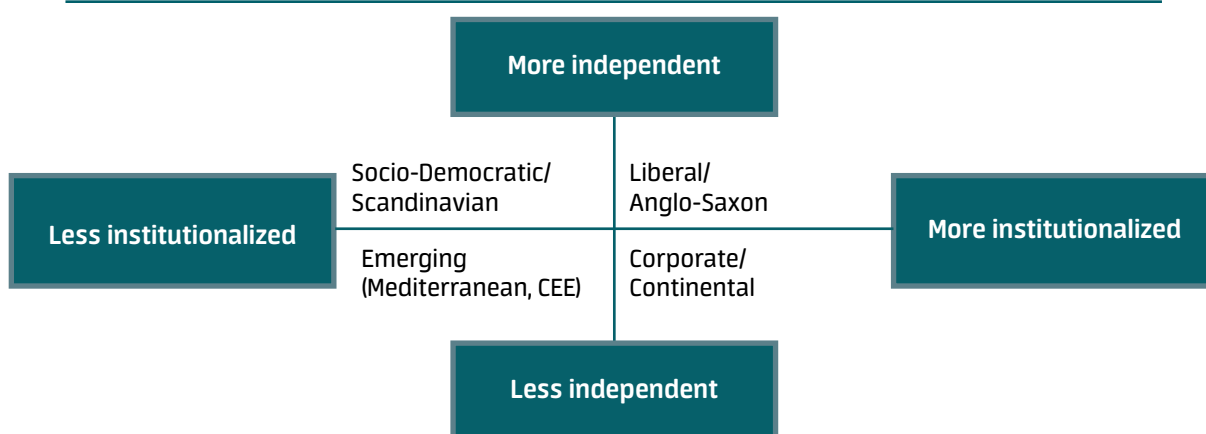 More independent
Socio-Democratic/
Scandinavian
Liberal/
Anglo-Saxon
Less institutionalized
More institutionalized
Emerging
(Mediterranean, CEE)
Corporate/
Continental
Less independent